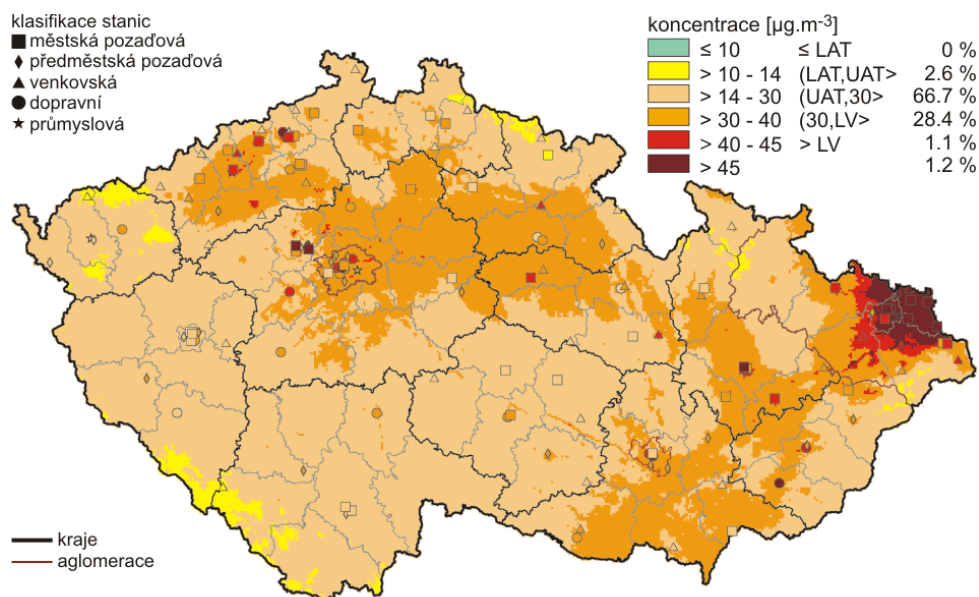 klasifikace stanic
městská pozaďová
předměstská pozaďová
venkovská
dopravní
průmyslová
koncentrace [µg.m-3]
≤ 10 ≤ LAT 0 %
> 10 - 14 (LAT,UAT> 2.6 %
> 14 - 30 (UAT,30> 66.7 %
> 30 - 40 (30,LV> 28.4 %
> 40 - 45 > LV 1.1 %
> 45 1.2 %
kraje
aglomerace